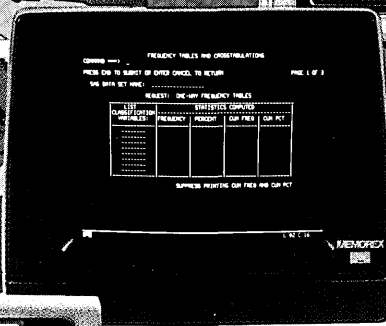 FREQUENCY TABLES AND CROSSTABULATIONS
COMMAND ===> _
PRESS END TO SUBMIT OR ENTER CANCEL TO RETURN PAGE 1 OF 3
SAS DATA SET NAME:
REQUEST: ONE-WAY FREQUENCY TABLES
LIST CLASSIFICATION VARIABLES:
STATISTICS COMPUTED
FREQUENCY PERCENT CUM FREQ CUM PCT
SUPPRESS PRINTING CUM FREQ AND CUM PCT
MEMOREX